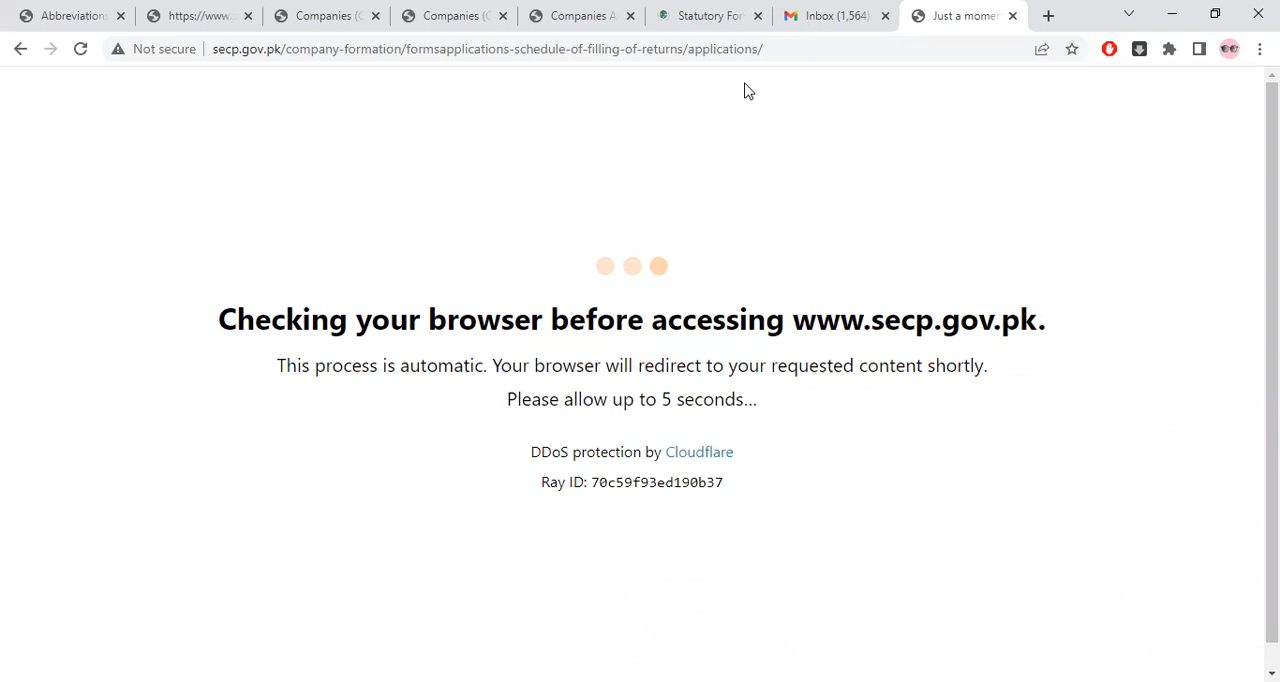 Abbreviation
https://www.
Companies (
Companies (
Companies A
Statutory For
Inbox (1,564)
Just a momen
Not secure
secp.gov.pk/company-formation/formsapplications-schedule-of-filling-of-returns/applications/
Checking your browser before accessing www.secp.gov.pk.
This process is automatic. Your browser will redirect to your requested content shortly.
Please allow up to 5 seconds...
DDoS protection by Cloudflare
Ray ID: 70c59f93ed190b37